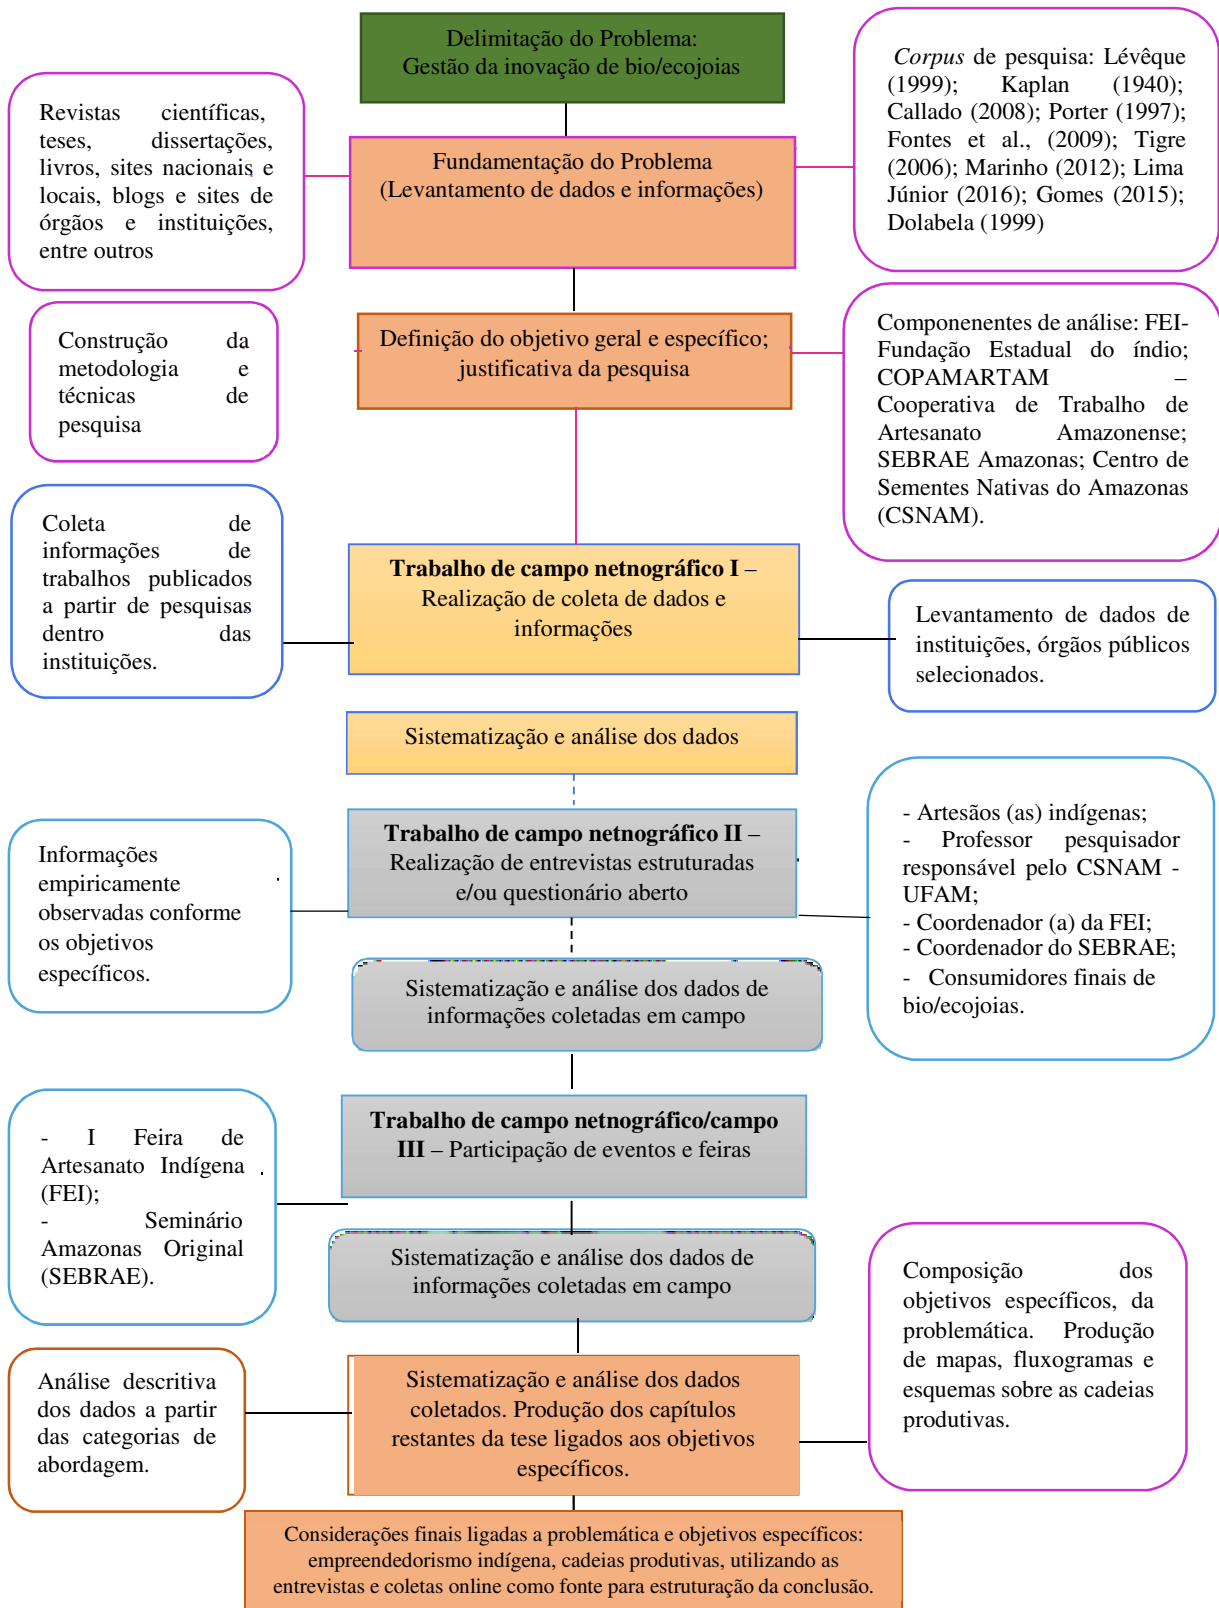 Delimitação do Problema:
Gestão da inovação de bio/ecojoias
Corpus de pesquisa: Lévêque
(1999); Kaplan (1940);
Callado (2008); Porter (1997);
Fontes et al., (2009); Tigre
(2006); Marinho (2012); Lima
Júnior (2016); Gomes (2015);
Dolabela (1999)
Revistas científicas,
teses, dissertações,
livros, sites nacionais e
locais, blogs e sites de
órgãos e instituições,
entre outros
Fundamentação do Problema
(Levantamento de dados e informações)
Construção da
metodologia e
técnicas de
pesquisa
Definição do objetivo geral e específico;
justificativa da pesquisa
Componenentes de análise: FEI-
Fundação Estadual do índio;
COPAMARTAM –
Cooperativa de Trabalho de
Artesanato Amazonense;
SEBRAE Amazonas; Centro de
Sementes Nativas do Amazonas
(CSNAM).
Coleta de
informações de
trabalhos publicados
a partir de pesquisas
dentro das
instituições.
Trabalho de campo netnográfico I –
Realização de coleta de dados e
informações
Levantamento de dados de
instituições, órgãos públicos
selecionados.
Sistematização e análise dos dados
Informações
empiricamente
observadas conforme
os objetivos
específicos.
Trabalho de campo netnográfico II –
Realização de entrevistas estruturadas
e/ou questionário aberto
- Artesãos (as) indígenas;
- Professor pesquisador
responsável pelo CSNAM -
UFAM;
- Coordenador (a) da FEI;
- Coordenador do SEBRAE;
- Consumidores finais de
bio/ecojoias.
Sistematização e análise dos dados de
informações coletadas em campo
- I Feira de
Artesanato Indígena
(FEI);
- Seminário
Amazonas Original
(SEBRAE).
Trabalho de campo netnográfico/campo
III – Participação de eventos e feiras
Sistematização e análise dos dados de
informações coletadas em campo
Composição dos
objetivos específicos, da
problemática. Produção
de mapas, fluxogramas e
esquemas sobre as cadeias
produtivas.
Análise descritiva
dos dados a partir
das categorias de
abordagem.
Sistematização e análise dos dados
coletados. Produção dos capítulos
restantes da tese ligados aos objetivos
específicos.
Considerações finais ligadas a problemática e objetivos específicos:
empreendedorismo indígena, cadeias produtivas, utilizando as
entrevistas e coletas online como fonte para estruturação da conclusão.